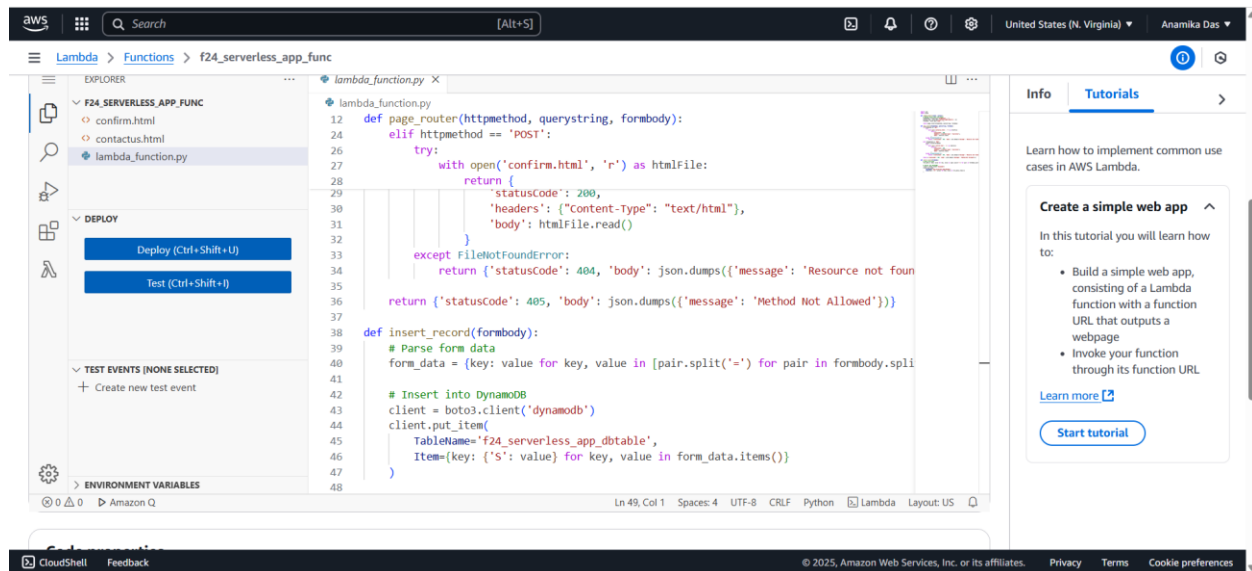 aws
Search [Alt+S]
United States (N. Virginia) ▼
Anamika Das ▼
Lambda > Functions > f24_serverless_app_func
EXPLORER
F24_SERVERLESS_APP_FUNC
confirm.html
contactus.html
lambda_function.py
DEPLOY
Deploy (Ctrl+Shift+U)
Test (Ctrl+Shift+I)
TEST EVENTS [NONE SELECTED]
+ Create new test event
ENVIRONMENT VARIABLES
lambda_function.py ×
lambda_function.py
12 def page_router(httpmethod, querystring, formbody):
24     elif httpmethod == 'POST':
26         try:
27             with open('confirm.html', 'r') as htmlFile:
28                 return {
29                     'statusCode': 200,
30                     'headers': {"Content-Type": "text/html"},
31                     'body': htmlFile.read()
32                 }
33         except FileNotFoundError:
34             return {'statusCode': 404, 'body': json.dumps({'message': 'Resource not foun
35
36     return {'statusCode': 405, 'body': json.dumps({'message': 'Method Not Allowed'})}
37
38 def insert_record(formbody):
39     # Parse form data
40     form_data = {key: value for key, value in [pair.split('=') for pair in formbody.spli
41
42     # Insert into DynamoDB
43     client = boto3.client('dynamodb')
44     client.put_item(
45         TableName='f24_serverless_app_dbtable',
46         Item={key: {'S': value} for key, value in form_data.items()}
47     )
48
0 0 Amazon Q
Ln 49, Col 1 Spaces: 4 UTF-8 CRLF Python Lambda Layout: US
Info Tutorials
Learn how to implement common use
cases in AWS Lambda.
Create a simple web app
In this tutorial you will learn how
to:
• Build a simple web app,
consisting of a Lambda
function with a function
URL that outputs a
webpage
• Invoke your function
through its function URL
Learn more
Start tutorial
Code properties
CloudShell Feedback
© 2025, Amazon Web Services, Inc. or its affiliates. Privacy Terms Cookie preferences